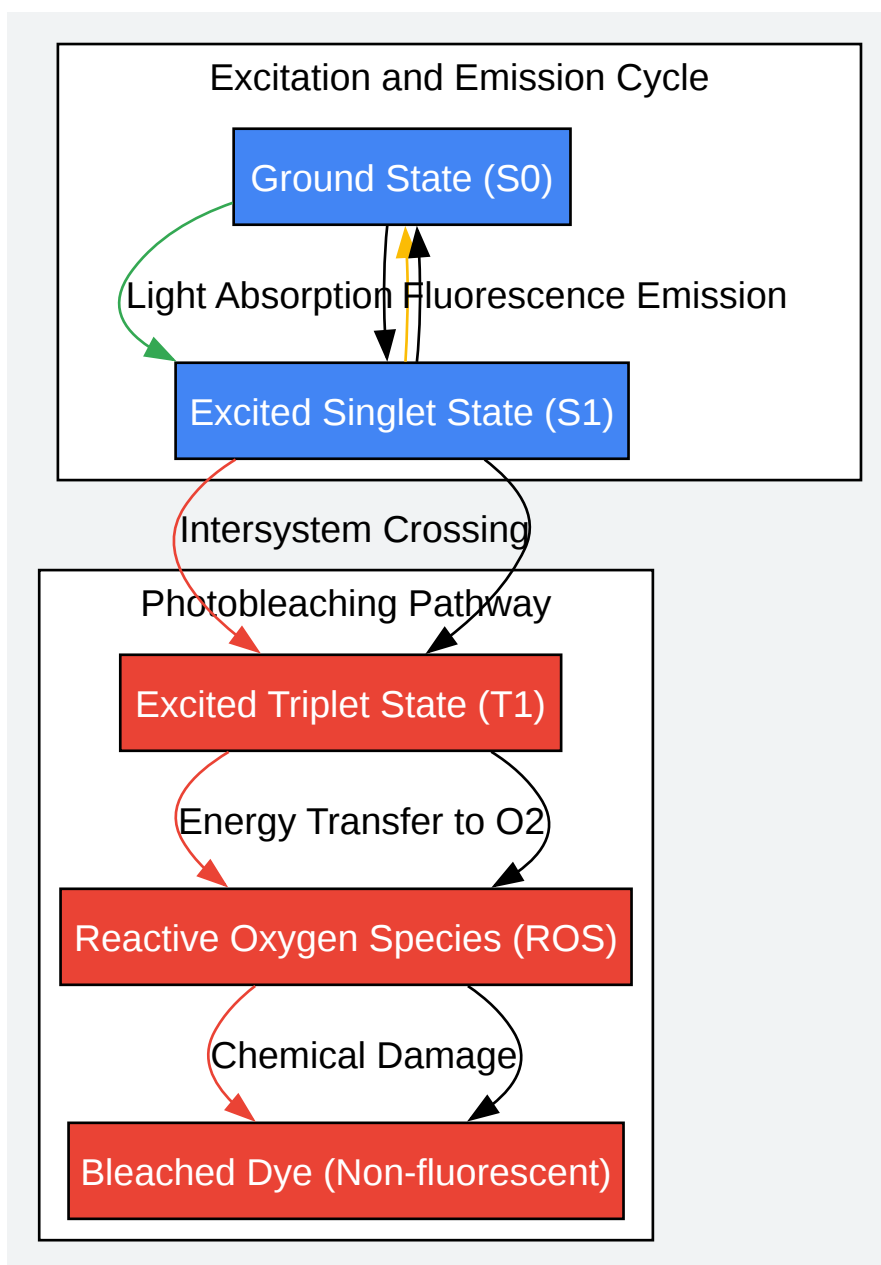 Excitation and Emission Cycle
Ground State (S0)
Light Absorption
Fluorescence Emission
Excited Singlet State (S1)
Intersystem Crossing
Photobleaching Pathway
Excited Triplet State (T1)
Energy Transfer to O2
Reactive Oxygen Species (ROS)
Chemical Damage
Bleached Dye (Non-fluorescent)